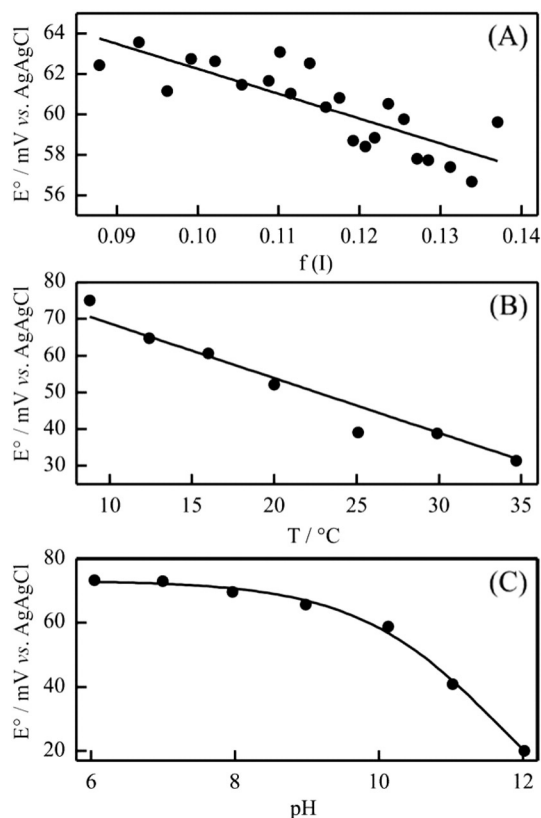 (A)
E° / mV vs. AgAgCl
64
62
60
58
56
0.09 0.10 0.11 0.12 0.13 0.14
f (I)
(B)
E° / mV vs. AgAgCl
80
70
60
50
40
30
10 15 20 25 30 35
T / °C
(C)
E° / mV vs. AgAgCl
80
60
40
20
6 8 10 12
pH